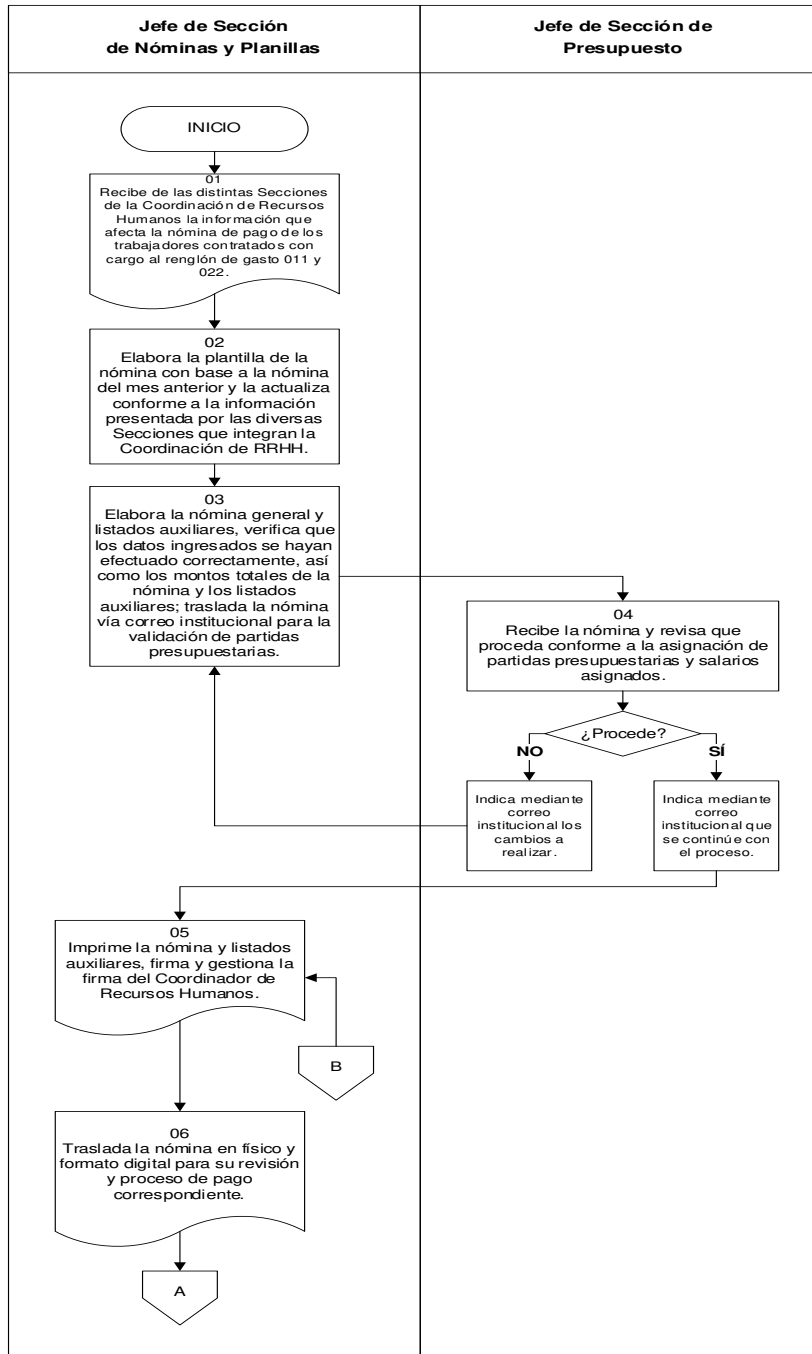 Jefe de Sección
de Nóminas y Planillas
Jefe de Sección de
Presupuesto
INICIO
01
Recibe de las distintas Secciones
de la Coordinación de Recursos
Humanos la información que
afecta la nómina de pago de los
trabajadores contratados con
cargo al renglón de gasto 011 y
022.
02
Elabora la plantilla de la
nómina con base a la nómina
del mes anterior y la actualiza
conforme a la información
presentada por las diversas
Secciones que integran la
Coordinación de RRHH.
03
Elabora la nómina general y
listados auxiliares, verifica que
los datos ingresados se hayan
efectuado correctamente, así
como los montos totales de la
nómina y los listados
auxiliares; traslada la nómina
vía correo institucional para la
validación de partidas
presupuestarias.
04
Recibe la nómina y revisa que
proceda conforme a la asignación de
partidas presupuestarias y salarios
asignados.
¿Procede?
NO
SÍ
Indica mediante
correo
institucional los
cambios a
realizar.
Indica mediante
correo
institucional que
se continúe con
el proceso.
05
Imprime la nómina y listados
auxiliares, firma y gestiona la
firma del Coordinador de
Recursos Humanos.
B
06
Traslada la nómina en físico y
formato digital para su revisión
y proceso de pago
correspondiente.
A